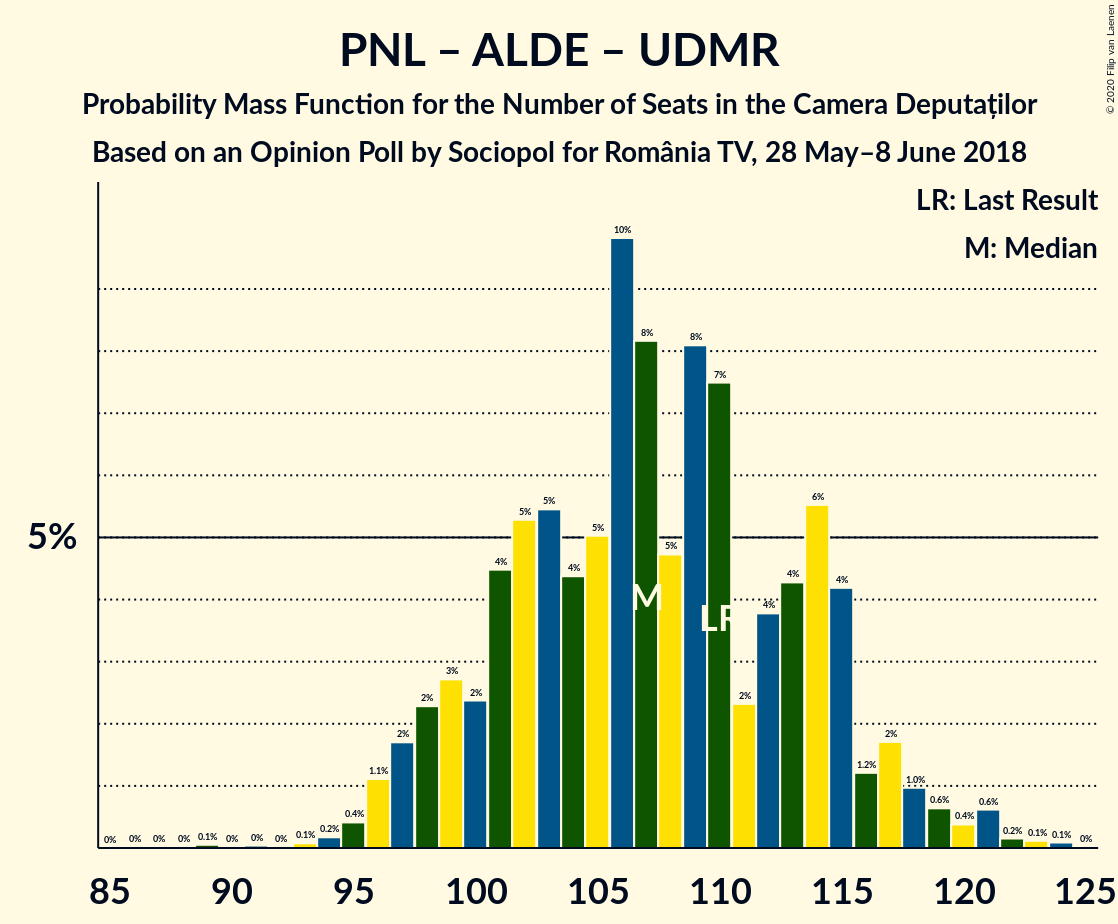 PNL – ALDE – UDMR
Probability Mass Function for the Number of Seats in the Camera Deputaților
Based on an Opinion Poll by Sociopol for România TV, 28 May–8 June 2018
© 2020 Filip van Laenen
LR: Last Result
M: Median
5%
0% 0% 0% 0% 0.1% 0% 0% 0% 0.1% 0.2% 0.4% 1.1% 2% 2% 3% 2% 4% 5% 5% 4% 5% 10% 8% 5% 8% 7% 2% 4% 4% 6% 4% 1.2% 2% 1.0% 0.6% 0.4% 0.6% 0.2% 0.1% 0.1% 0%
M
LR
85 90 95 100 105 110 115 120 125